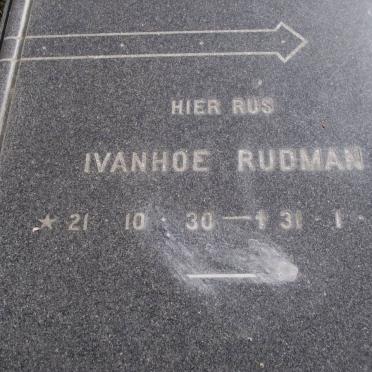 HIER RUS
IVANHOE RUDMAN
★ 21 · 10 · 30 — † 31 · 1 ·